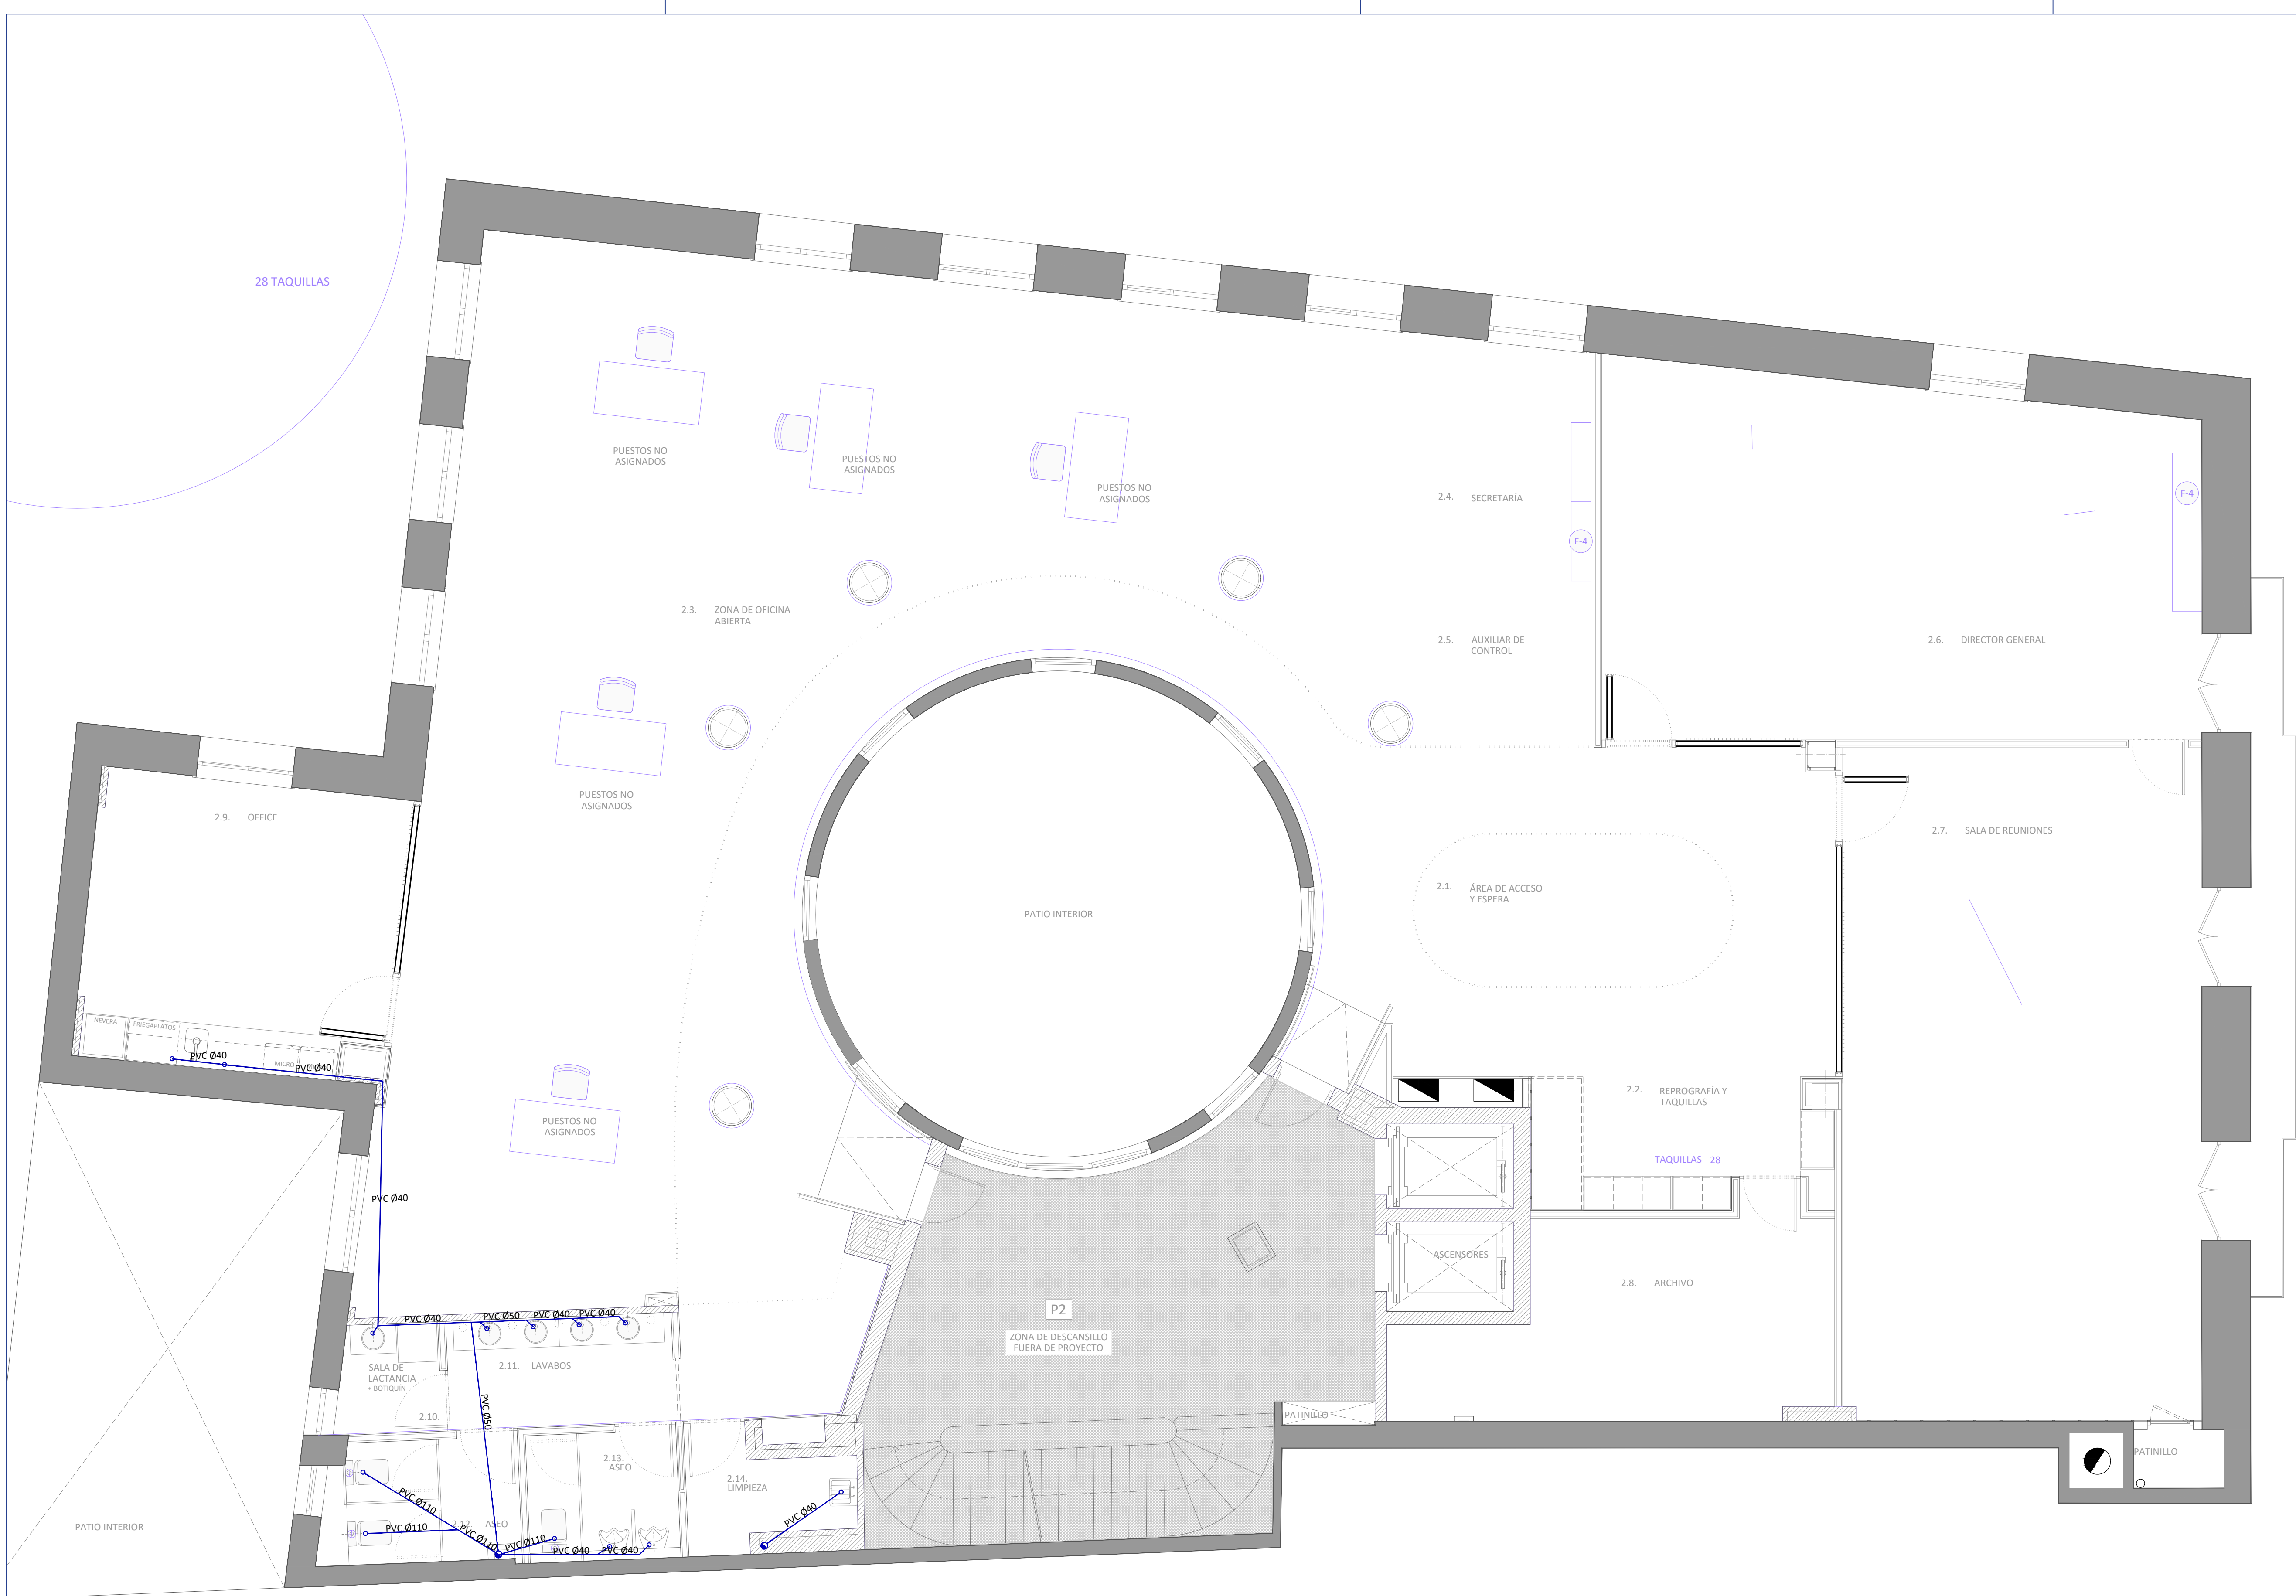 28 TAQUILLAS
PUESTOS NO
ASIGNADOS
PUESTOS NO
ASIGNADOS
PUESTOS NO
ASIGNADOS
2.4. SECRETARÍA
F-4
F-4
2.3. ZONA DE OFICINA
ABIERTA
2.5. AUXILIAR DE
CONTROL
2.6. DIRECTOR GENERAL
PUESTOS NO
ASIGNADOS
2.9. OFFICE
2.7. SALA DE REUNIONES
2.1. ÁREA DE ACCESO
Y ESPERA
PATIO INTERIOR
NEVERA
FRIEGAPLATOS
MICRO
PVC Ø40
PVC Ø40
2.2. REPROGRAFÍA Y
TAQUILLAS
PUESTOS NO
ASIGNADOS
TAQUILLAS 28
PVC Ø40
ASCENSORES
2.8. ARCHIVO
P2
ZONA DE DESCANSILLO
FUERA DE PROYECTO
PVC Ø40
PVC Ø50
PVC Ø40
PVC Ø40
SALA DE
LACTANCIA
+ BOTIQUÍN
2.11. LAVABOS
2.10.
PVC Ø50
PATINILLO
PATINILLO
2.13.
ASEO
2.14.
LIMPIEZA
PVC Ø110
PVC Ø40
PATIO INTERIOR
PVC Ø110
2.12. ASEO
PVC Ø110
PVC Ø110
PVC Ø40
PVC Ø40